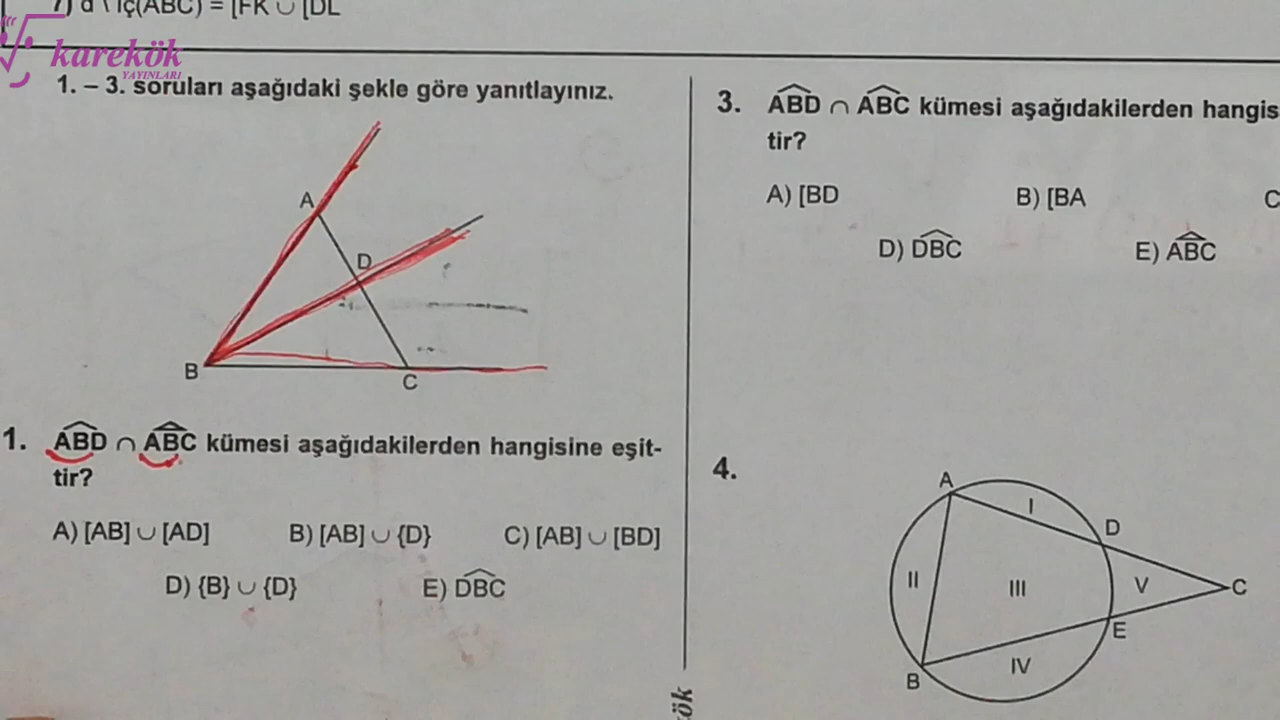 7) d \ İç(ABC) = [FK ∪ [DL
karekök
YAYINLARI
1. – 3. soruları aşağıdaki şekle göre yanıtlayınız.
A
D
B
C
1. ABD ∩ ABC kümesi aşağıdakilerden hangisine eşit-
tir?
A) [AB] ∪ [AD] B) [AB] ∪ {D} C) [AB] ∪ [BD]
D) {B} ∪ {D} E) DBC
3. ABD ∩ ABC kümesi aşağıdakilerden hangis
tir?
A) [BD B) [BA C
D) DBC E) ABC
4.
A
I
D
II
III
V
C
E
IV
B
ök